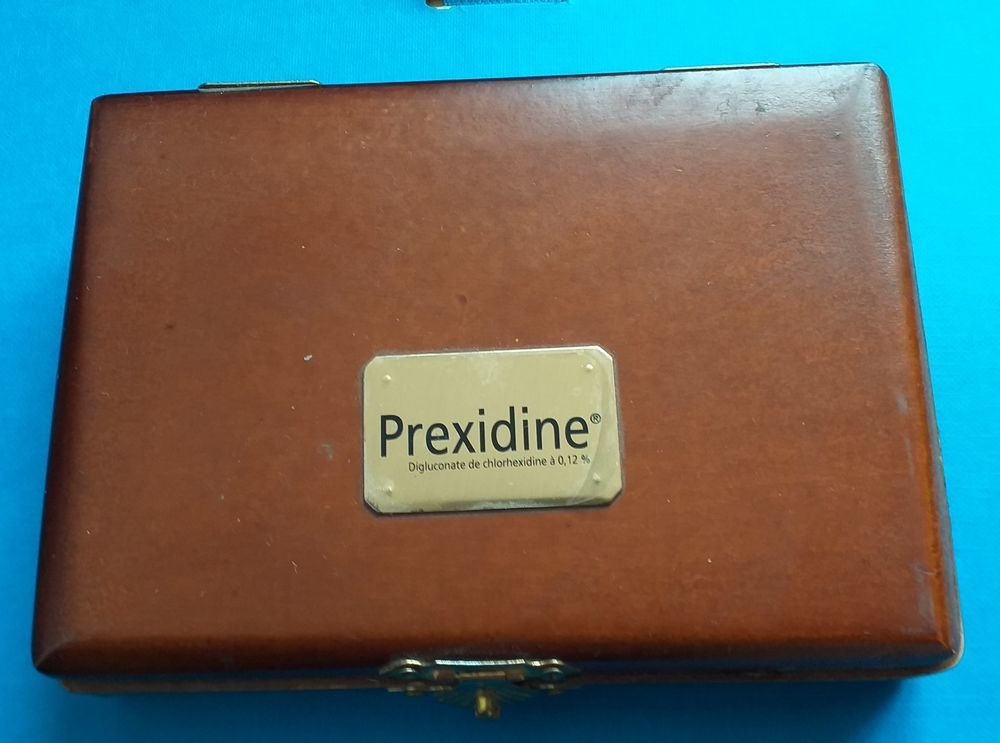 Prexidine®
Digluconate de chlorhexidine à 0,12 %